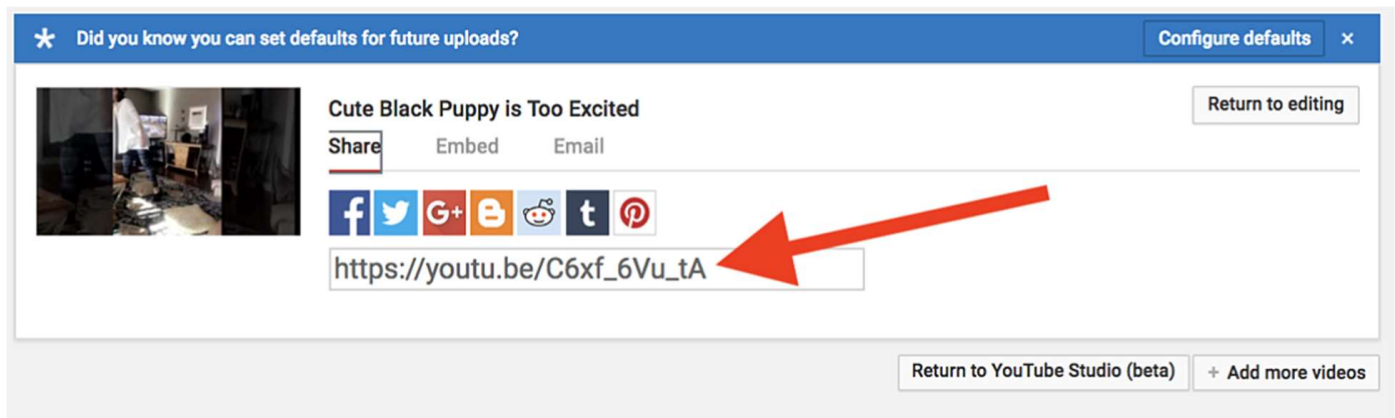 Did you know you can set defaults for future uploads?
Configure defaults ×
Cute Black Puppy is Too Excited
Return to editing
Share Embed Email
f G+ B t
https://youtu.be/C6xf_6Vu_tA
Return to YouTube Studio (beta)
+ Add more videos